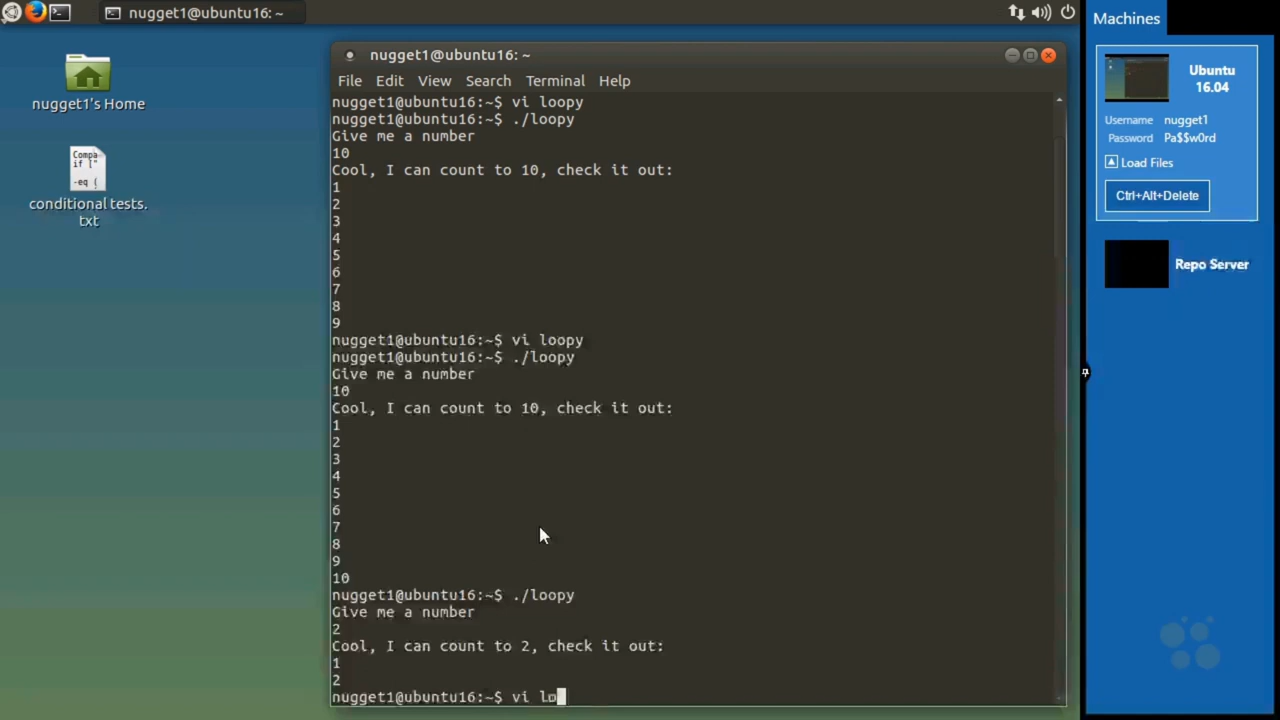 nugget1@ubuntu16: ~
Machines
nugget1's Home
Compa
if ["
-eq (
conditional tests.
txt
nugget1@ubuntu16: ~
File Edit View Search Terminal Help
nugget1@ubuntu16:~$ vi loopy
nugget1@ubuntu16:~$ ./loopy
Give me a number
10
Cool, I can count to 10, check it out:
1
2
3
4
5
6
7
8
9
nugget1@ubuntu16:~$ vi loopy
nugget1@ubuntu16:~$ ./loopy
Give me a number
10
Cool, I can count to 10, check it out:
1
2
3
4
5
6
7
8
9
10
nugget1@ubuntu16:~$ ./loopy
Give me a number
2
Cool, I can count to 2, check it out:
1
2
nugget1@ubuntu16:~$ vi lo
Ubuntu
16.04
Username nugget1
Password Pa$$w0rd
Load Files
Ctrl+Alt+Delete
Repo Server